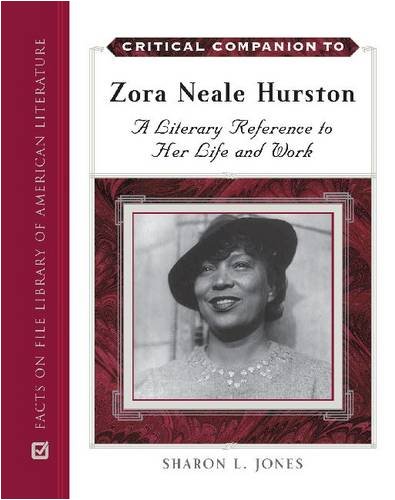 CRITICAL COMPANION TO
Zora Neale Hurston
A Literary Reference to
Her Life and Work
SHARON L. JONES
FACTS ON FILE LIBRARY OF AMERICAN LITERATURE